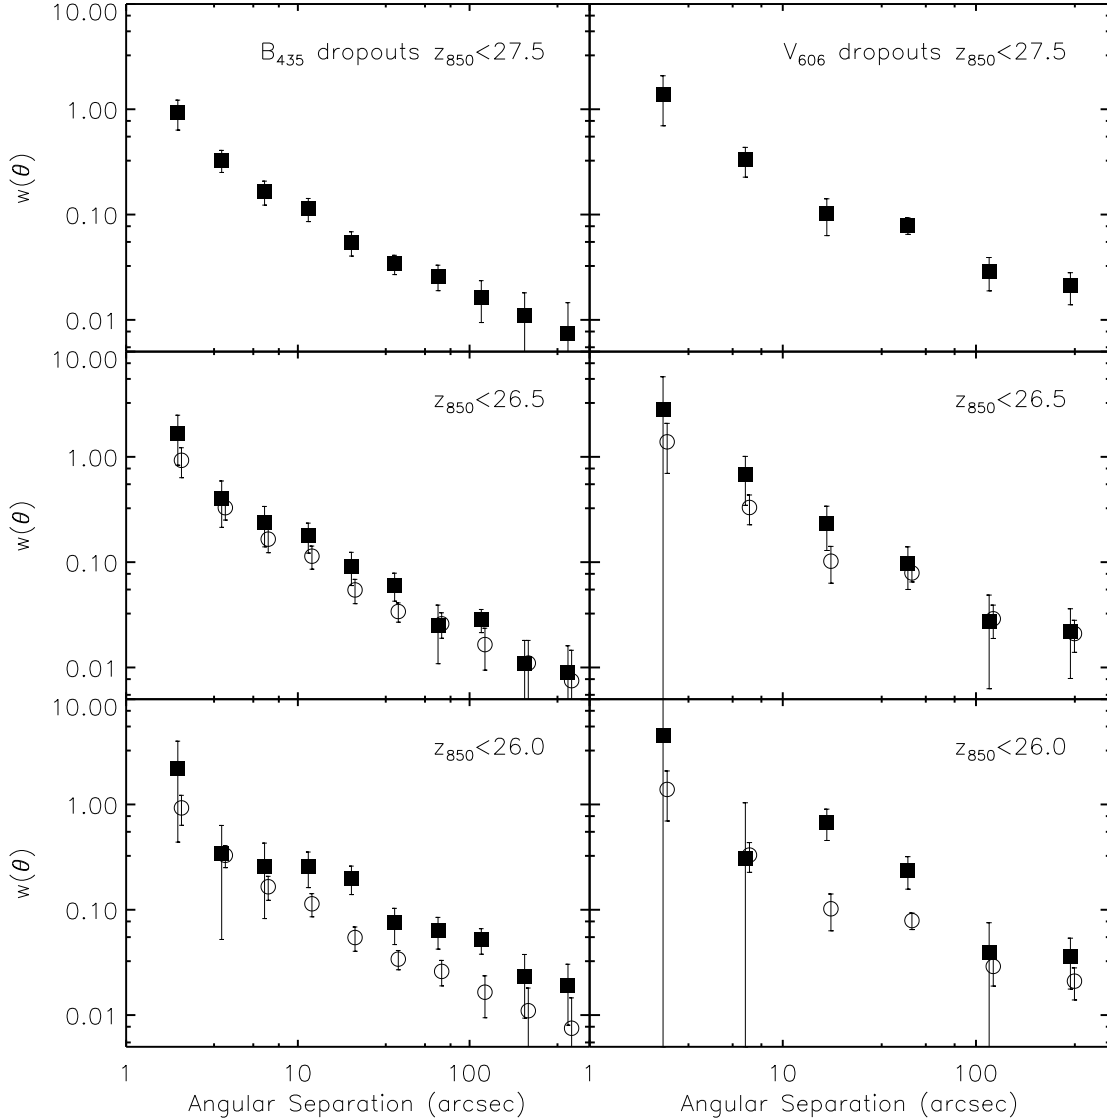 10.00
B₄₃₅ dropouts z₈₅₀<27.5
V₆₀₆ dropouts z₈₅₀<27.5
1.00
w(θ)
0.10
0.01
10.00
z₈₅₀<26.5
z₈₅₀<26.5
1.00
w(θ)
0.10
0.01
10.00
z₈₅₀<26.0
z₈₅₀<26.0
1.00
w(θ)
0.10
0.01
1 10 100 1 10 100
Angular Separation (arcsec) Angular Separation (arcsec)